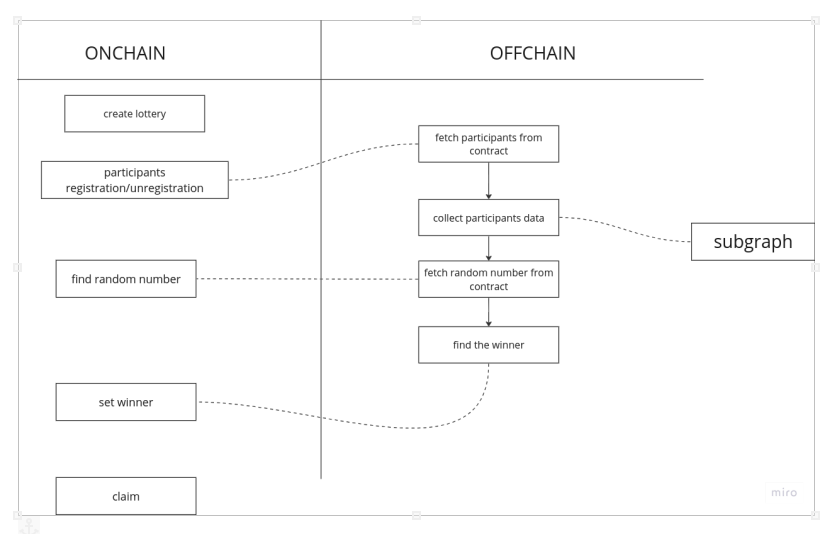 ONCHAIN
OFFCHAIN
create lottery
fetch participants from
contract
participants
registration/unregistration
collect participants data
subgraph
find random number
fetch random number from
contract
find the winner
set winner
claim
miro